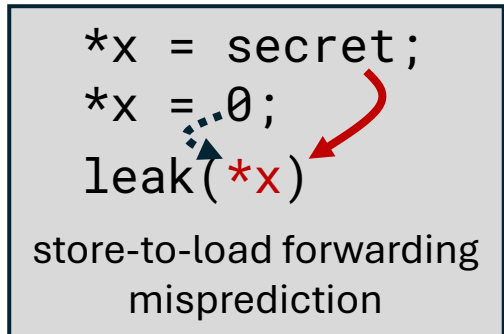 *x = secret;
*x = 0;
leak(*x)
store-to-load forwarding
misprediction